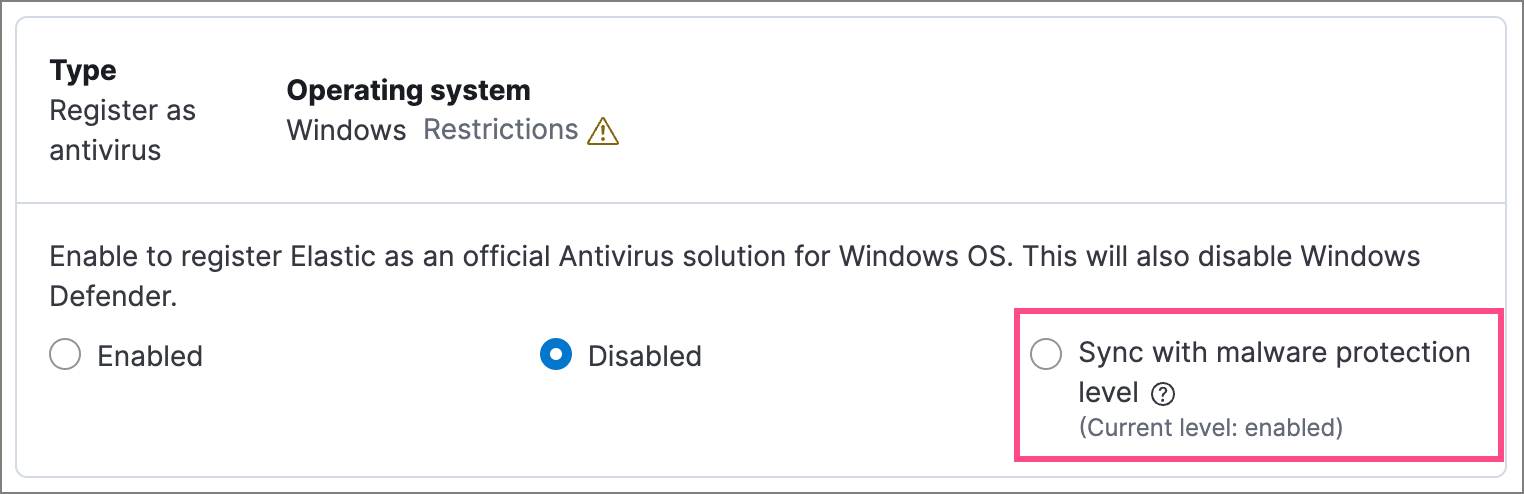 Type
Register as
antivirus
Operating system
Windows Restrictions
Enable to register Elastic as an official Antivirus solution for Windows OS. This will also disable Windows
Defender.
Enabled
Disabled
Sync with malware protection
level
(Current level: enabled)